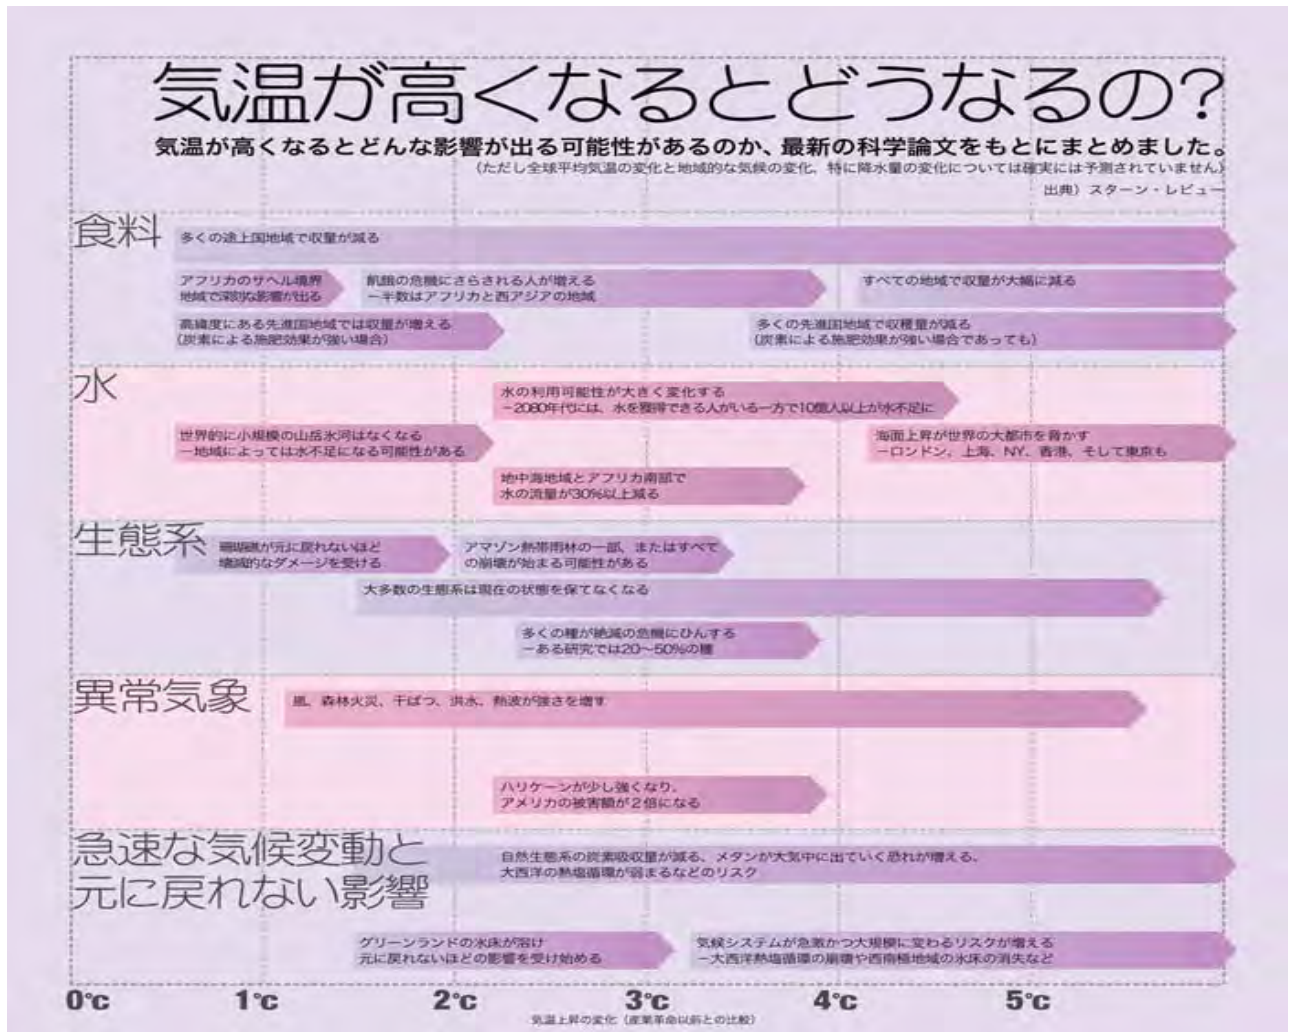 気温が高くなるとどうなるの?
気温が高くなるとどんな影響が出る可能性があるのか、最新の科学論文をもとにまとめました。
(ただし全球平均気温の変化と地域的な気候の変化、特に降水量の変化については確実には予測されていません)
出典）スターン・レビュー
食料
多くの途上国地域で収量が減る
アフリカのサヘル境界
地域で深刻な影響が出る
飢餓の危機にさらされる人が増える
－半数はアフリカと西アジアの地域
すべての地域で収量が大幅に減る
高緯度にある先進国地域では収量が増える
(炭素による施肥効果が強い場合)
多くの先進国地域で収穫量が減る
(炭素による施肥効果が強い場合であっても)
水
水の利用可能性が大きく変化する
－2080年代には、水を獲得できる人がいる一方で10億人以上が水不足に
世界的に小規模の山岳氷河はなくなる
－地域によっては水不足になる可能性がある
海面上昇が世界の大都市を脅かす
－ロンドン、上海、NY、香港、そして東京も
地中海地域とアフリカ南部で
水の流量が30%以上減る
生態系
珊瑚礁が元に戻れないほど
壊滅的なダメージを受ける
アマゾン熱帯雨林の一部、またはすべて
の崩壊が始まる可能性がある
大多数の生態系は現在の状態を保てなくなる
多くの種が絶滅の危機にひんする
－ある研究では20～50%の種
異常気象
嵐、森林火災、干ばつ、洪水、熱波が強さを増す
ハリケーンが少し強くなり、
アメリカの被害額が2倍になる
急速な気候変動と
元に戻れない影響
自然生態系の炭素吸収量が減る、メタンが大気中に出ていく恐れが増える、
大西洋の熱塩循環が弱まるなどのリスク
グリーンランドの氷床が溶け
元に戻れないほどの影響を受け始める
気候システムが急激かつ大規模に変わるリスクが増える
－大西洋熱塩循環の崩壊や西南極地域の氷床の消失など
0℃ 1℃ 2℃ 3℃ 4℃ 5℃
気温上昇の変化（産業革命以前との比較）